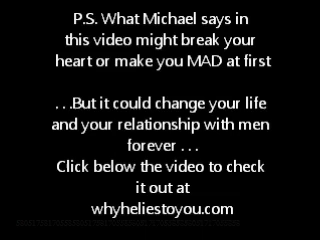 P.S. What Michael says in
this video might break your
heart or make you MAD at first
. . .But it could change your life
and your relationship with men
forever . . .
Click below the video to check
it out at
whyheliestoyou.com